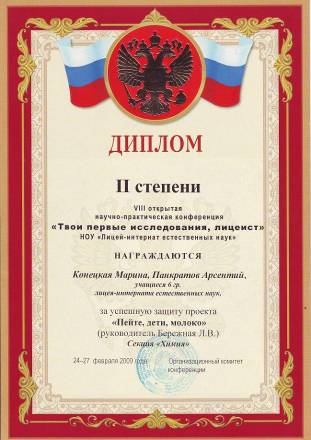 ДИПЛОМ
II степени
VIII открытая
научно-практическая конференция
«Твои первые исследования, лицеист»
НОУ «Лицей-интернат естественных наук»
НАГРАЖДАЮТСЯ
Конецкая Марина, Панкратов Арсентий,
учащиеся 6 гр.
лицея-интерната естественных наук,
за успешную защиту проекта
«Пейте, дети, молоко»
(руководитель Бережная Л.В.)
Секция «Химия»
24–27 февраля 2009 года
Организационный комитет
конференции